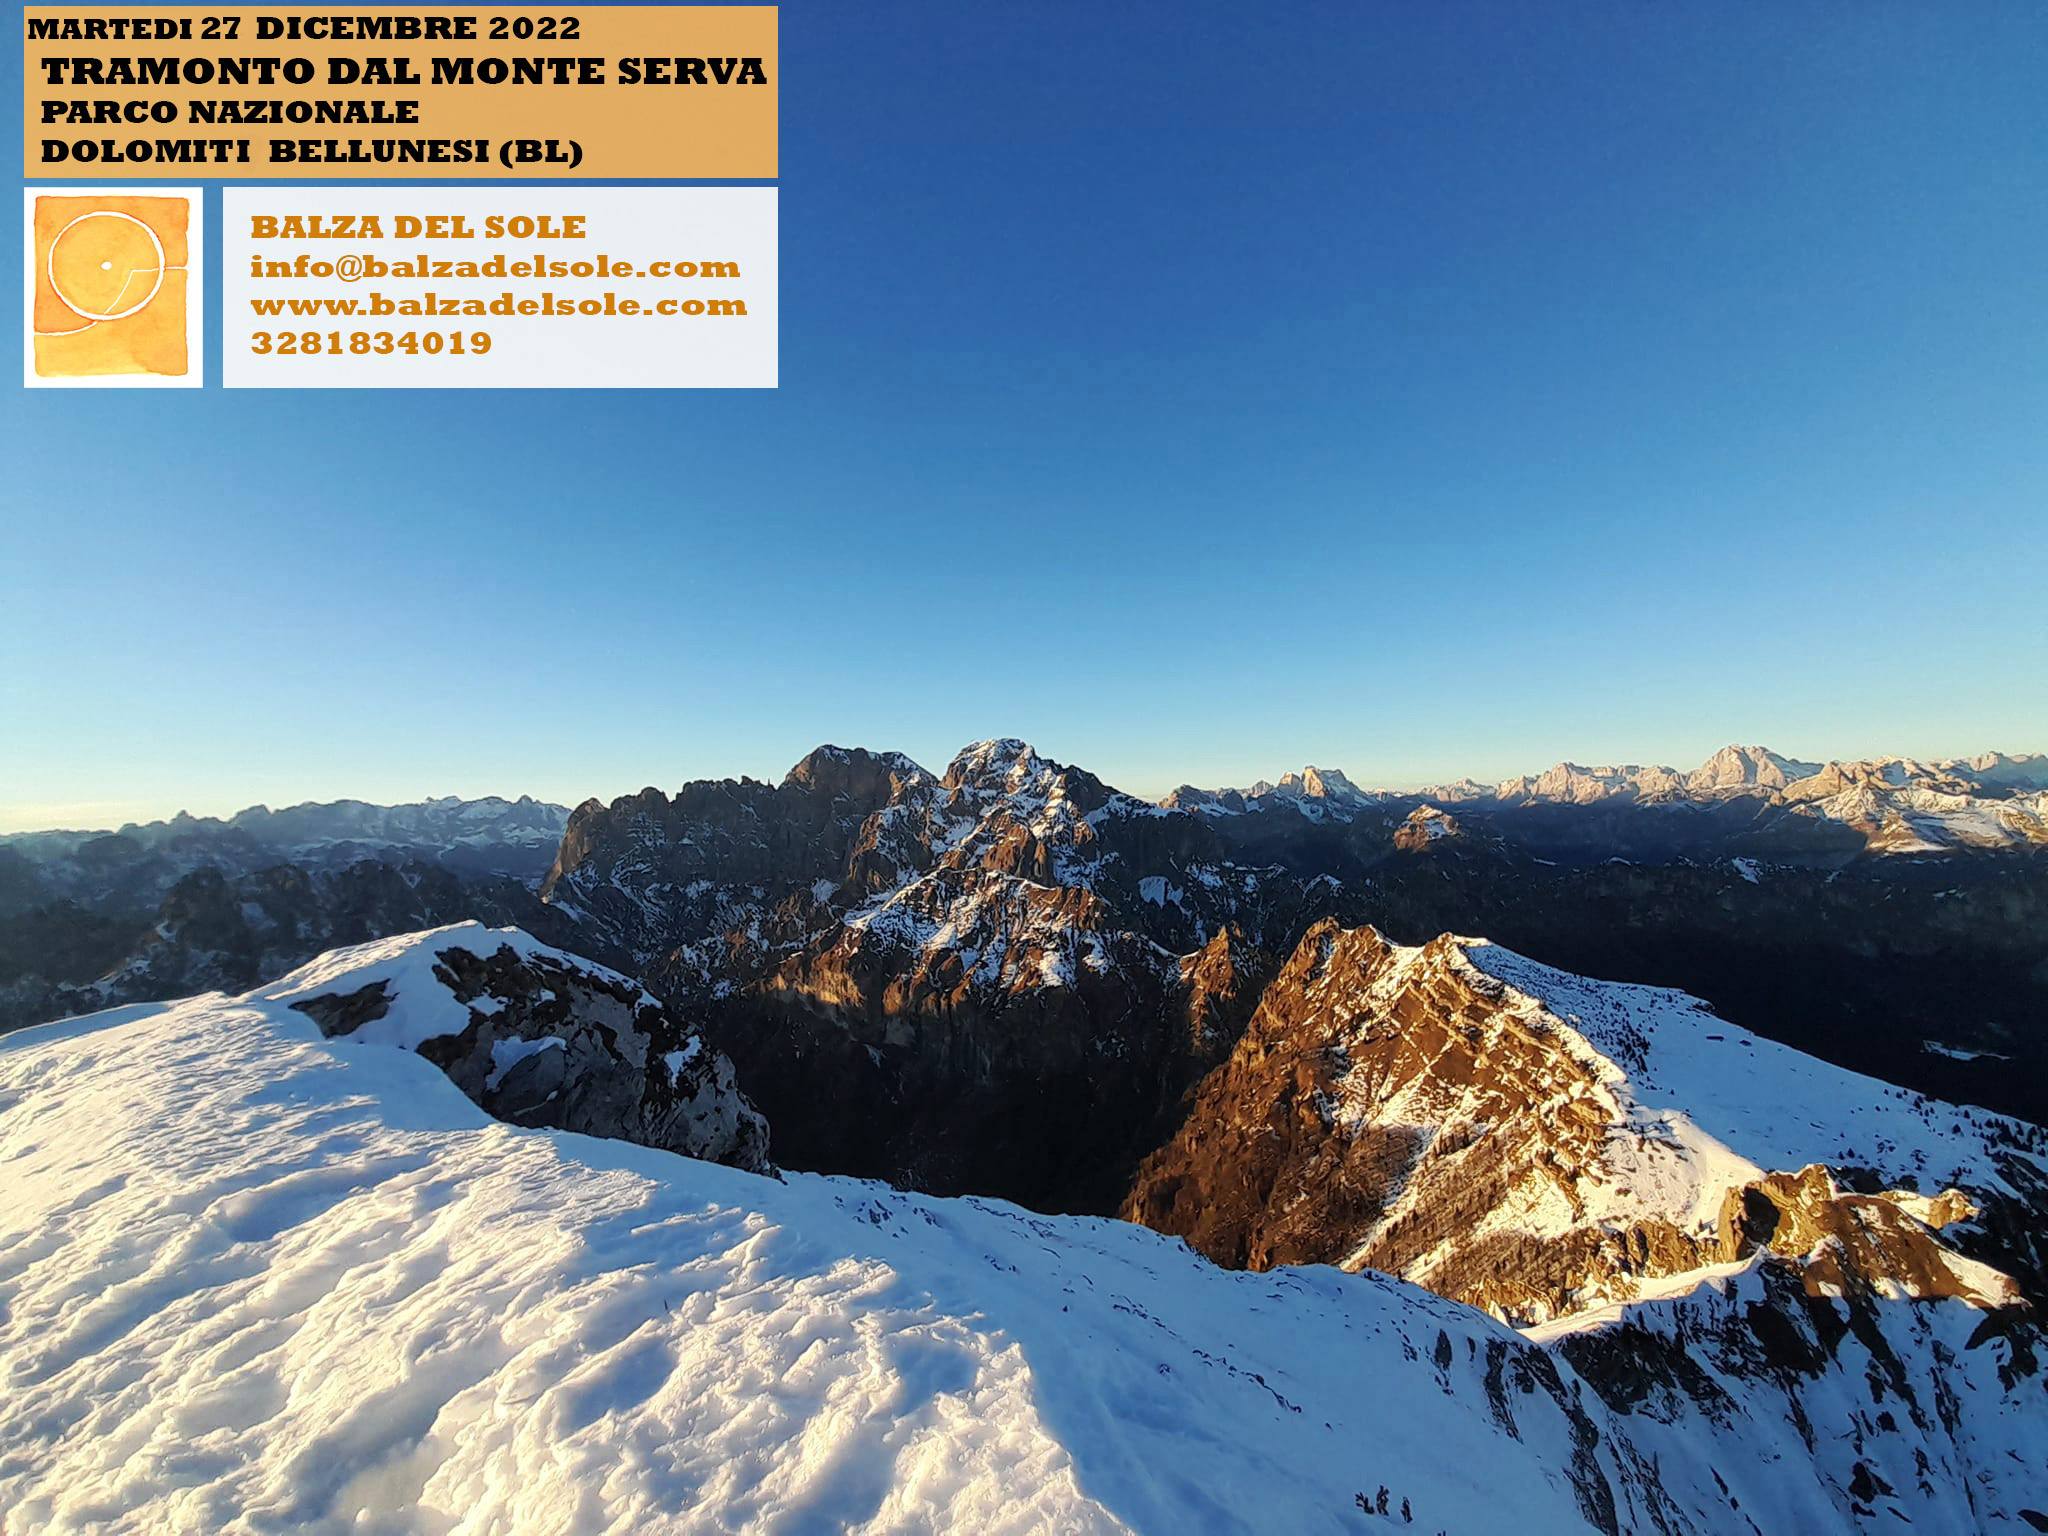 MARTEDI 27 DICEMBRE 2022
TRAMONTO DAL MONTE SERVA
PARCO NAZIONALE
DOLOMITI BELLUNESI (BL)
BALZA DEL SOLE
info@balzadelsole.com
www.balzadelsole.com
3281834019